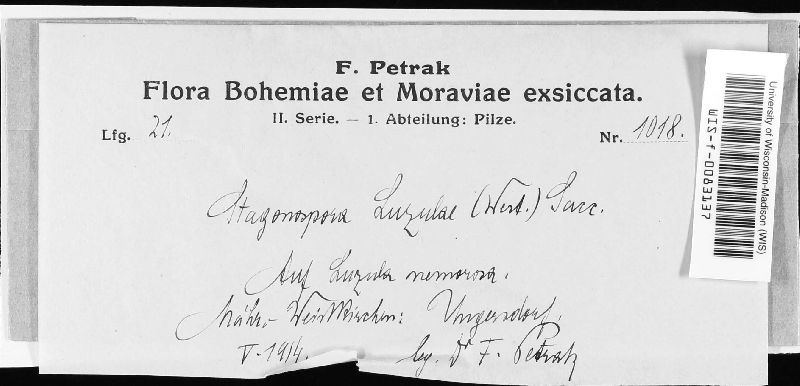 F. Petrak
Flora Bohemiae et Moraviae exsiccata.
II. Serie. — 1. Abteilung: Pilze.
Lfg. 21.
Nr. 1018.
Stagonospora Luzulae (West.) Sacc.
Auf Luzula nemorosa.
Mähr.- Weisskirchen: Ungersdorf,
V. 1914. leg. Dr F. Petrak
University of Wisconsin-Madison (WIS)
WIS-f-0083137